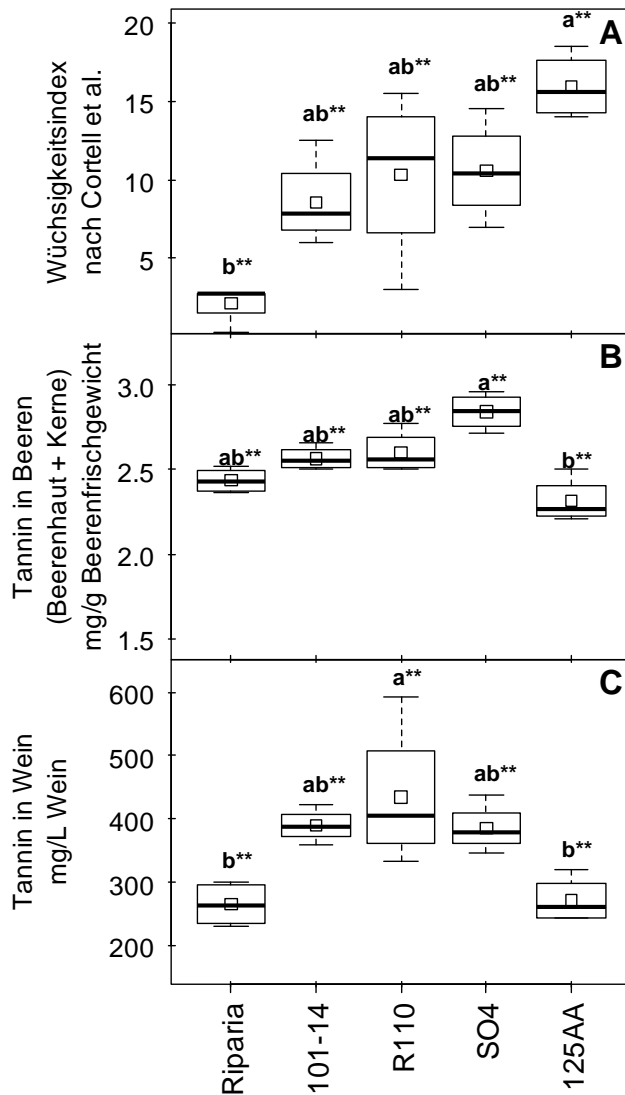 A
Wüchsigkeitsindex
nach Cortell et al.
20
15
10
5
b**
ab**
ab**
ab**
a**
B
Tannin in Beeren
(Beerenhaut + Kerne)
mg/g Beerenfrischgewicht
3.0
2.5
2.0
1.5
ab**
ab**
ab**
a**
b**
C
Tannin in Wein
mg/L Wein
600
500
400
300
200
b**
ab**
a**
ab**
b**
Riparia
101-14
R110
SO4
125AA